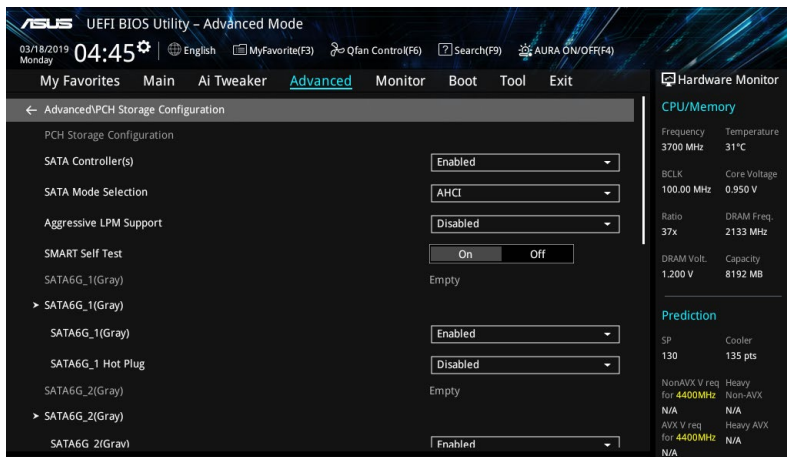 ASUS UEFI BIOS Utility – Advanced Mode
03/18/2019
Monday
04:45
English
MyFavorite(F3)
Qfan Control(F6)
? Search(F9)
AURA ON/OFF(F4)
My Favorites Main Ai Tweaker Advanced Monitor Boot Tool Exit
← Advanced\PCH Storage Configuration
PCH Storage Configuration
SATA Controller(s) Enabled
SATA Mode Selection AHCI
Aggressive LPM Support Disabled
SMART Self Test On Off
SATA6G_1(Gray) Empty
> SATA6G_1(Gray)
SATA6G_1(Gray) Enabled
SATA6G_1 Hot Plug Disabled
SATA6G_2(Gray) Empty
> SATA6G_2(Gray)
SATA6G_2(Gray) Enabled
Hardware Monitor
CPU/Memory
Frequency Temperature
3700 MHz 31°C
BCLK Core Voltage
100.00 MHz 0.950 V
Ratio DRAM Freq.
37x 2133 MHz
DRAM Volt. Capacity
1.200 V 8192 MB
Prediction
SP Cooler
130 135 pts
NonAVX V req Heavy
for 4400MHz Non-AVX
N/A N/A
AVX V req Heavy AVX
for 4400MHz N/A
N/A